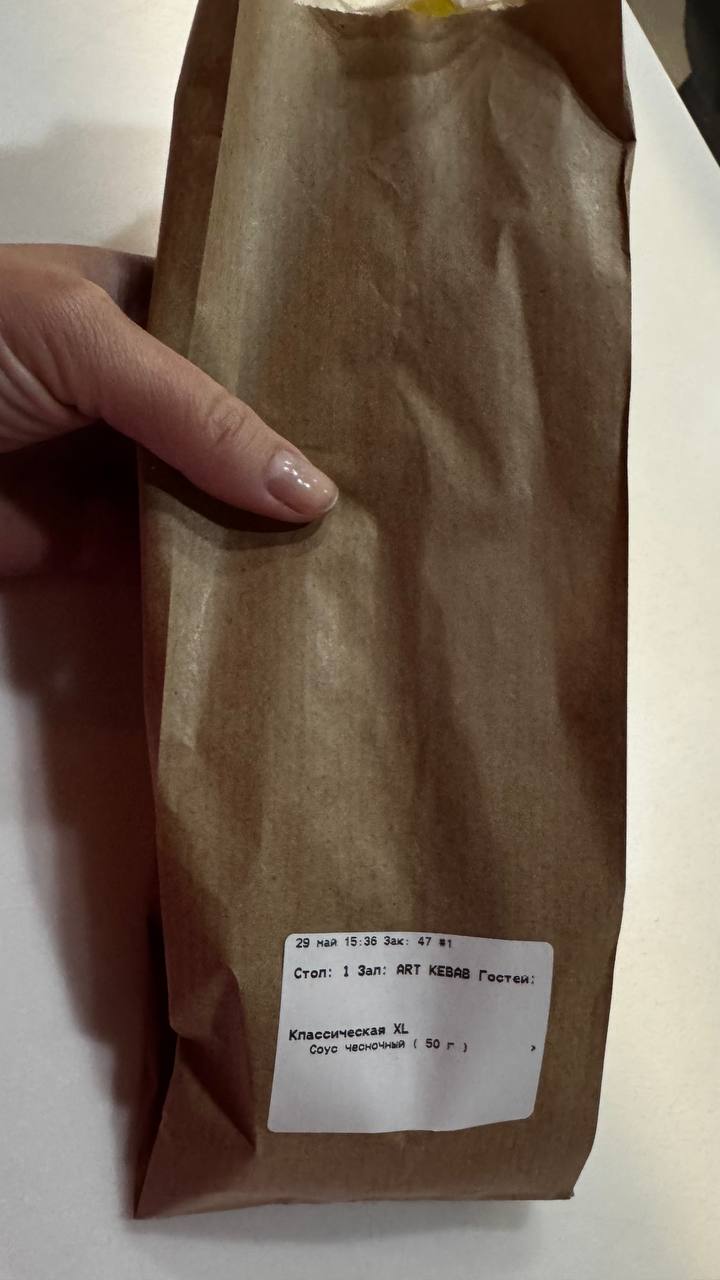 29 май 15:36 Зак: 47 #1
Стол: 1 Зал: ART KEBAB Гостей:
Классическая XL
Соус чесночный ( 50 г )